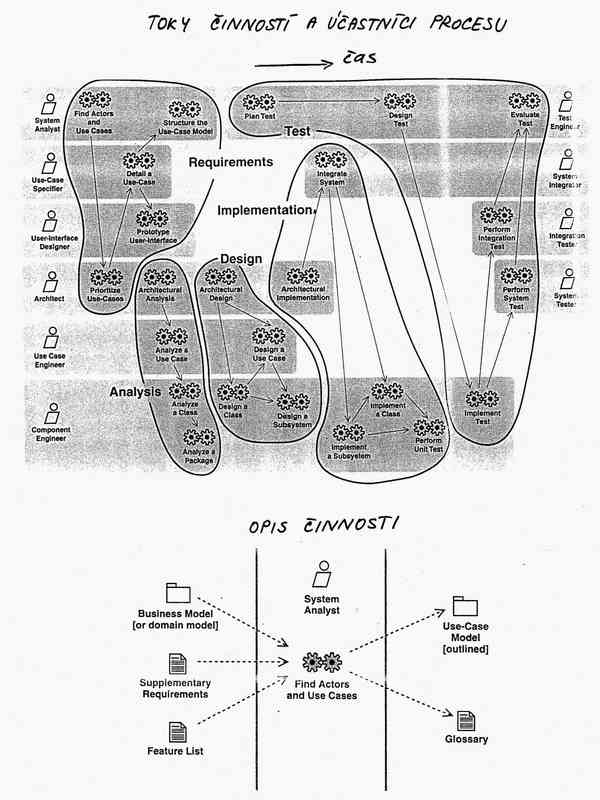 TOKY ČINNOSTÍ A ÚČASTNÍCI PROCESU
čas
System
Analyst
Find Actors
and
Use Cases
Structure the
Use-Case Model
Plan Test
Design
Test
Evaluate
Test
Test
Engineer
Test
Use-Case
Specifier
Detail a
Use-Case
Requirements
Integrate
System
System
Integrator
User-Interface
Designer
Prototype
User-Interface
Implementation
Perform
Integration
Test
Integration
Tester
Design
Architect
Prioritize
Use-Cases
Architectural
Analysis
Architectural
Design
Architectural
Implementation
Perform
System
Test
System
Tester
Use Case
Engineer
Analyze a
Use Case
Design a
Use Case
Analysis
Component
Engineer
Analyze
a Class
Design a
Class
Design a
Subsystem
Implement
a Class
Implement
Test
Analyze a
Package
Implement
a Subsystem
Perform
Unit Test
OPIS ČINNOSTI
System
Analyst
Business Model
[or domain model]
Use-Case
Model
[outlined]
Supplementary
Requirements
Find Actors
and Use Cases
Feature List
Glossary